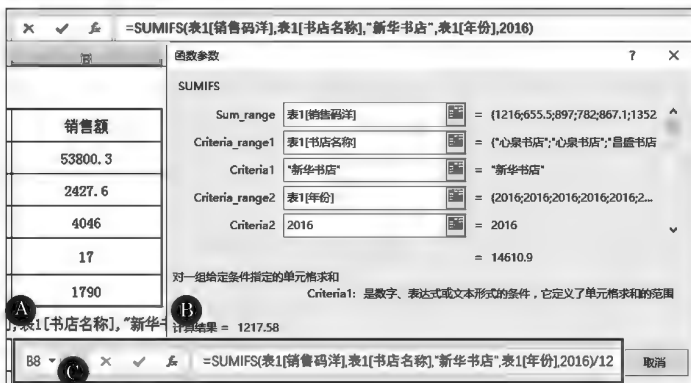 =SUMIFS(表1[销售码洋],表1[书店名称],"新华书店",表1[年份],2016)
函数参数 ? ×
SUMIFS
Sum_range 表1[销售码洋] = {1216;655.5;897;782;867.1;1352
Criteria_range1 表1[书店名称] = {"心泉书店";"心泉书店";"昌盛书店
Criteria1 "新华书店" = "新华书店"
Criteria_range2 表1[年份] = {2016;2016;2016;2016;2016;2...
Criteria2 2016 = 2016
= 14610.9
对一组给定条件指定的单元格求和
Criteria1: 是数字、表达式或文本形式的条件，它定义了单元格求和的范围
计算结果 = 1217.58
取消
销售额
53800.3
2427.6
4046
17
1790
A
B
],表1[书店名称],"新华
B8 C fx =SUMIFS(表1[销售码洋],表1[书店名称],"新华书店",表1[年份],2016)/12